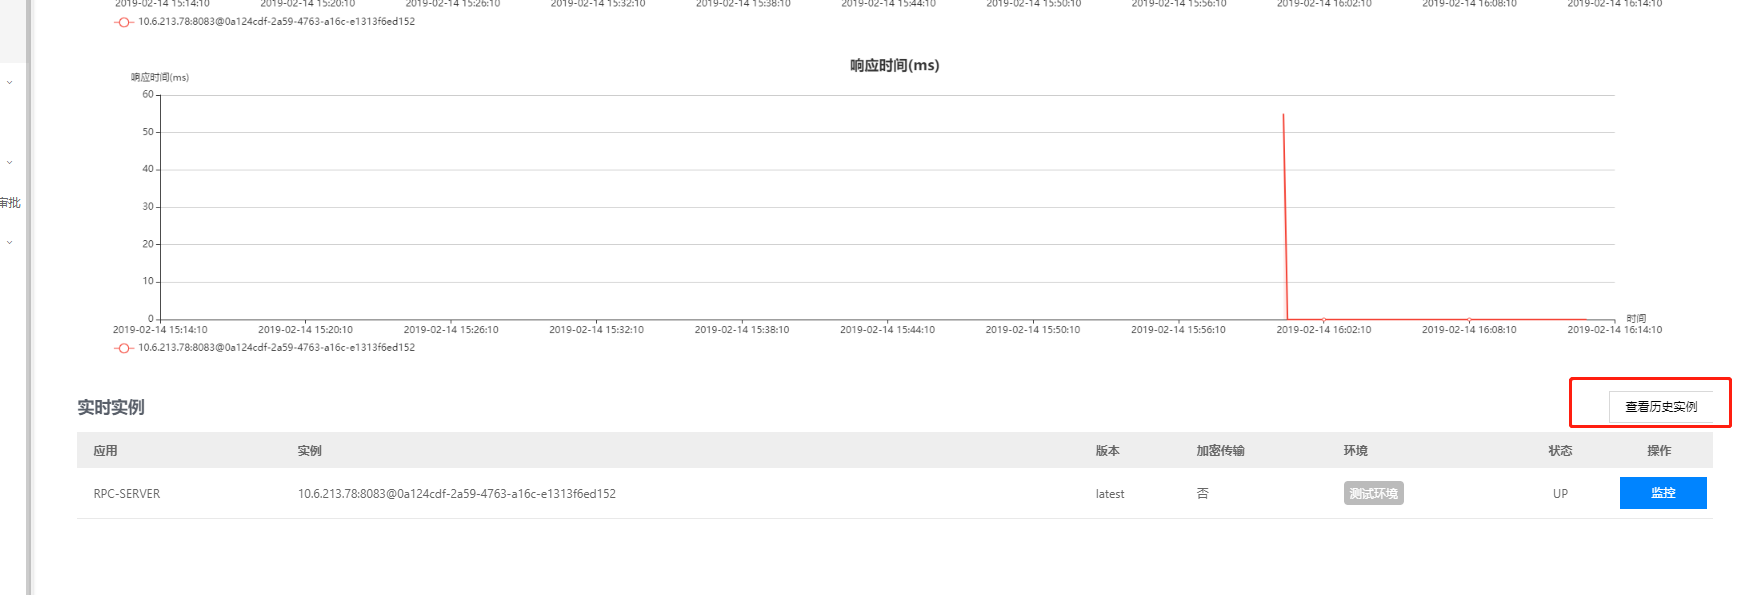 2019-02-14 15:14:10 2019-02-14 15:20:10 2019-02-14 15:26:10 2019-02-14 15:32:10 2019-02-14 15:38:10 2019-02-14 15:44:10 2019-02-14 15:50:10 2019-02-14 15:56:10 2019-02-14 16:02:10 2019-02-14 16:08:10 2019-02-14 16:14:10
10.6.213.78:8083@0a124cdf-2a59-4763-a16c-e1313f6ed152
响应时间(ms)
响应时间(ms)
60
50
40
审批
30
20
10
0
时间
2019-02-14 15:14:10 2019-02-14 15:20:10 2019-02-14 15:26:10 2019-02-14 15:32:10 2019-02-14 15:38:10 2019-02-14 15:44:10 2019-02-14 15:50:10 2019-02-14 15:56:10 2019-02-14 16:02:10 2019-02-14 16:08:10 2019-02-14 16:14:10
10.6.213.78:8083@0a124cdf-2a59-4763-a16c-e1313f6ed152
实时实例 查看历史实例
应用 实例 版本 加密传输 环境 状态 操作
RPC-SERVER 10.6.213.78:8083@0a124cdf-2a59-4763-a16c-e1313f6ed152 latest 否 测试环境 UP 监控